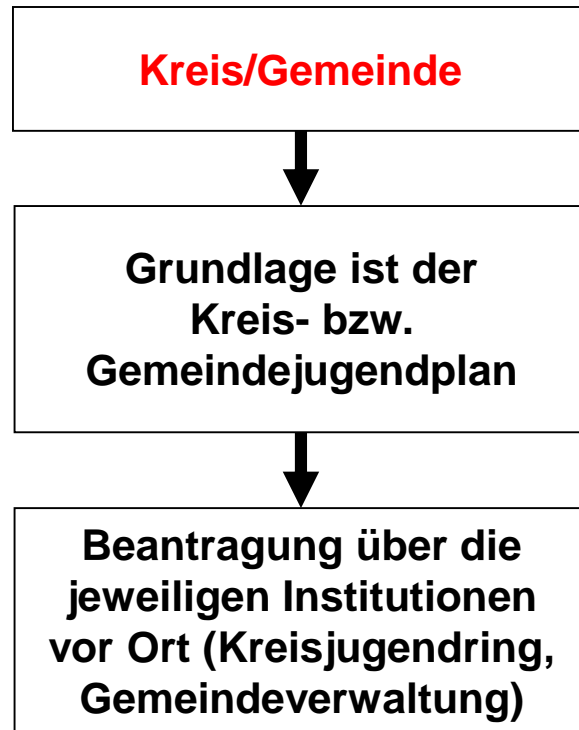 Kreis/Gemeinde
Grundlage ist der
Kreis- bzw.
Gemeindejugendplan
Beantragung über die
jeweiligen Institutionen
vor Ort (Kreisjugendring,
Gemeindeverwaltung)